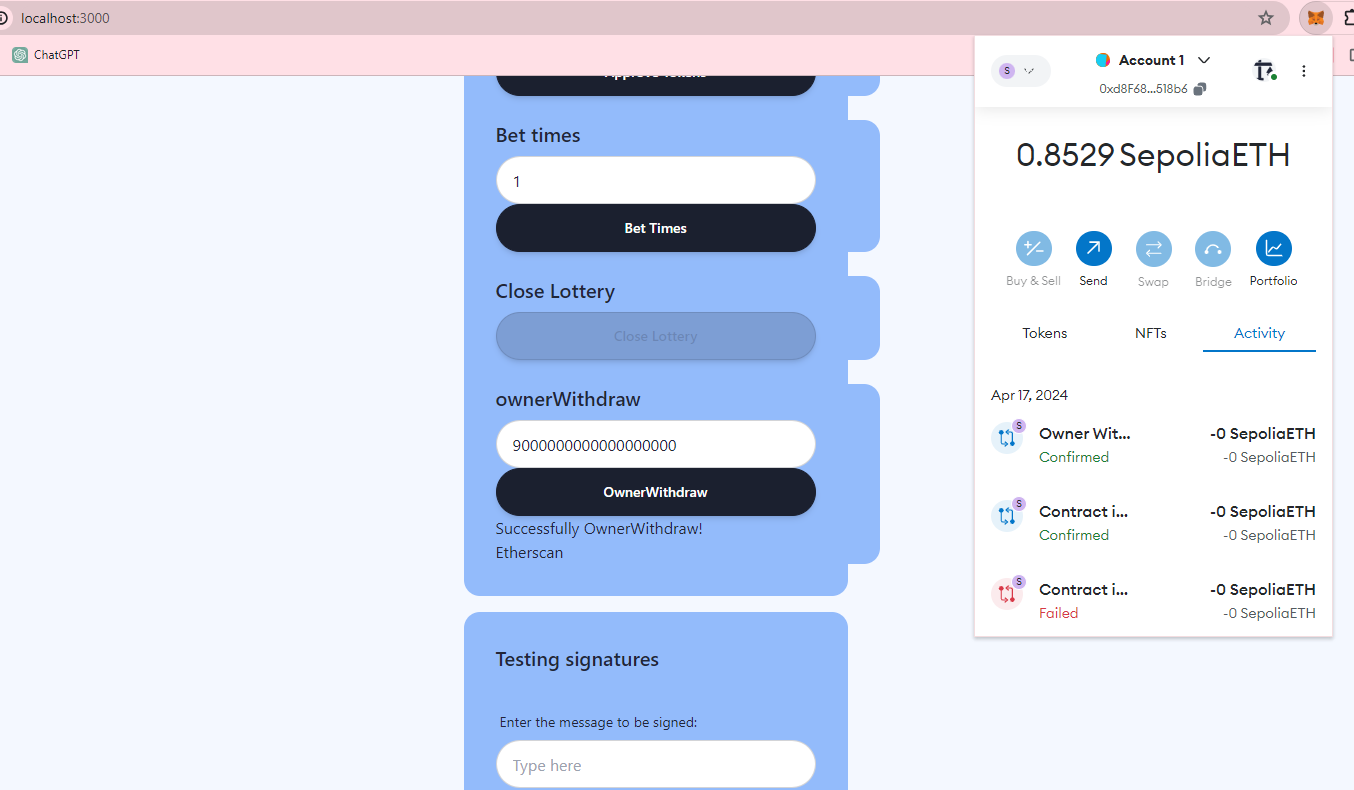 localhost:3000
ChatGPT
Approve Tokens
Bet times
1
Bet Times
Close Lottery
Close Lottery
ownerWithdraw
9000000000000000000
OwnerWithdraw
Successfully OwnerWithdraw!
Etherscan
Testing signatures
Enter the message to be signed:
Type here
S
Account 1
0xd8F68...518b6
0.8529 SepoliaETH
Buy & Sell
Send
Swap
Bridge
Portfolio
Tokens
NFTs
Activity
Apr 17, 2024
S
Owner Wit...
-0 SepoliaETH
Confirmed
-0 SepoliaETH
S
Contract i...
-0 SepoliaETH
Confirmed
-0 SepoliaETH
S
Contract i...
-0 SepoliaETH
Failed
-0 SepoliaETH